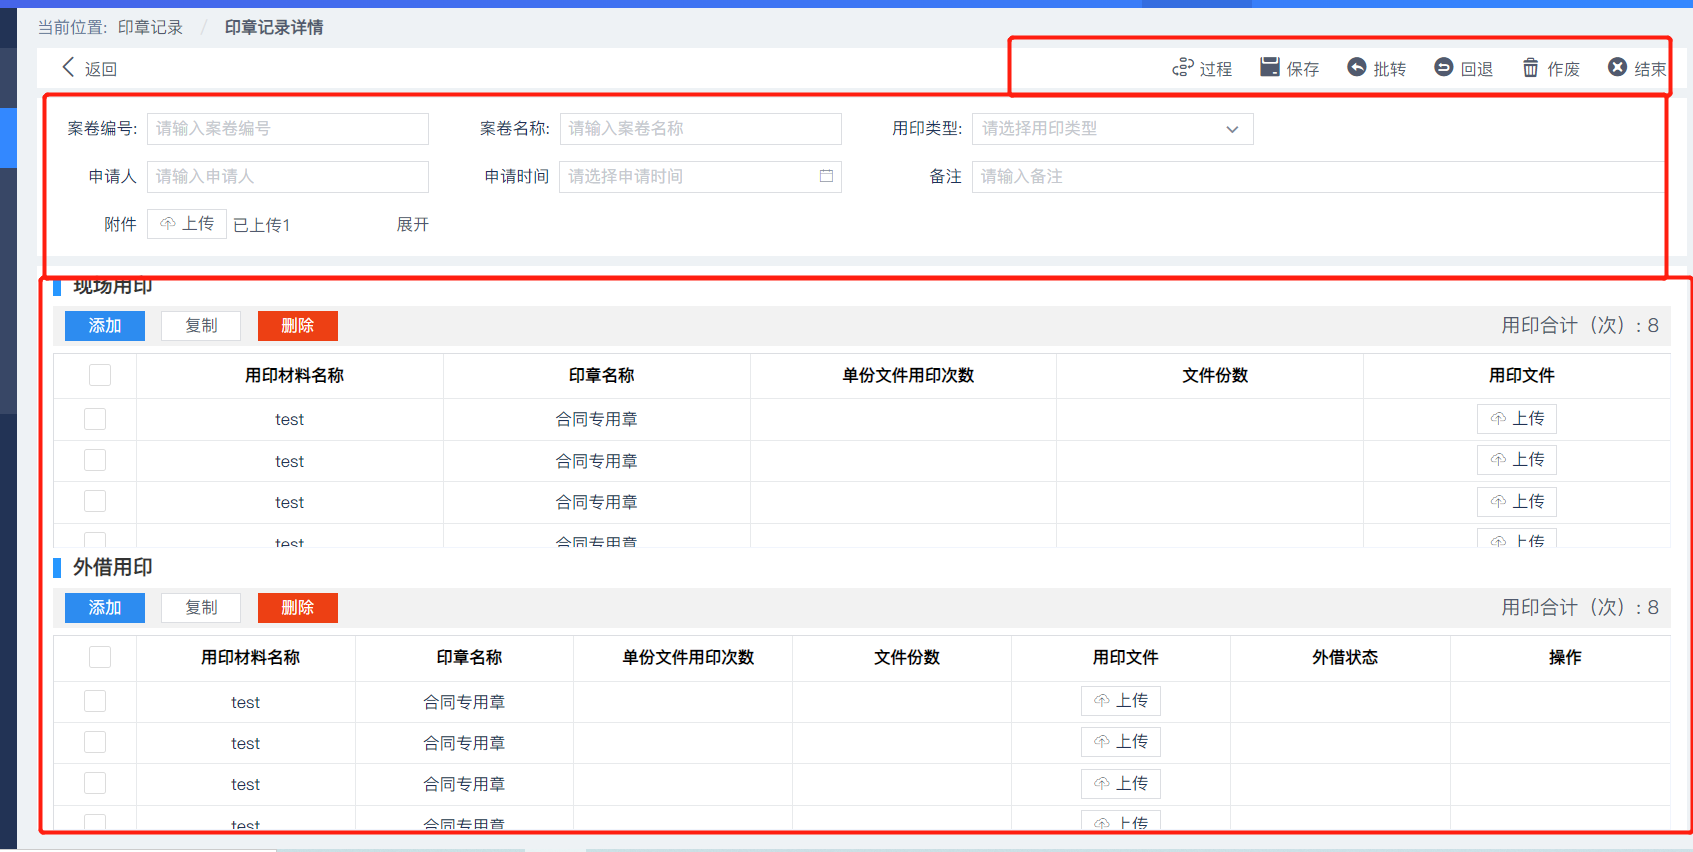 当前位置: 印章记录 / 印章记录详情
返回 过程 保存 批转 回退 作废 结束
案卷编号: 请输入案卷编号 案卷名称: 请输入案卷名称 用印类型: 请选择用印类型
申请人 请输入申请人 申请时间 请选择申请时间 备注 请输入备注
附件 上传 已上传1 展开
现场用印
添加 复制 删除 用印合计（次）: 8
用印材料名称 印章名称 单份文件用印次数 文件份数 用印文件
test 合同专用章 上传
test 合同专用章 上传
test 合同专用章 上传
test 合同专用章 上传
外借用印
添加 复制 删除 用印合计（次）: 8
用印材料名称 印章名称 单份文件用印次数 文件份数 用印文件 外借状态 操作
test 合同专用章 上传
test 合同专用章 上传
test 合同专用章 上传
test 合同专用章 上传